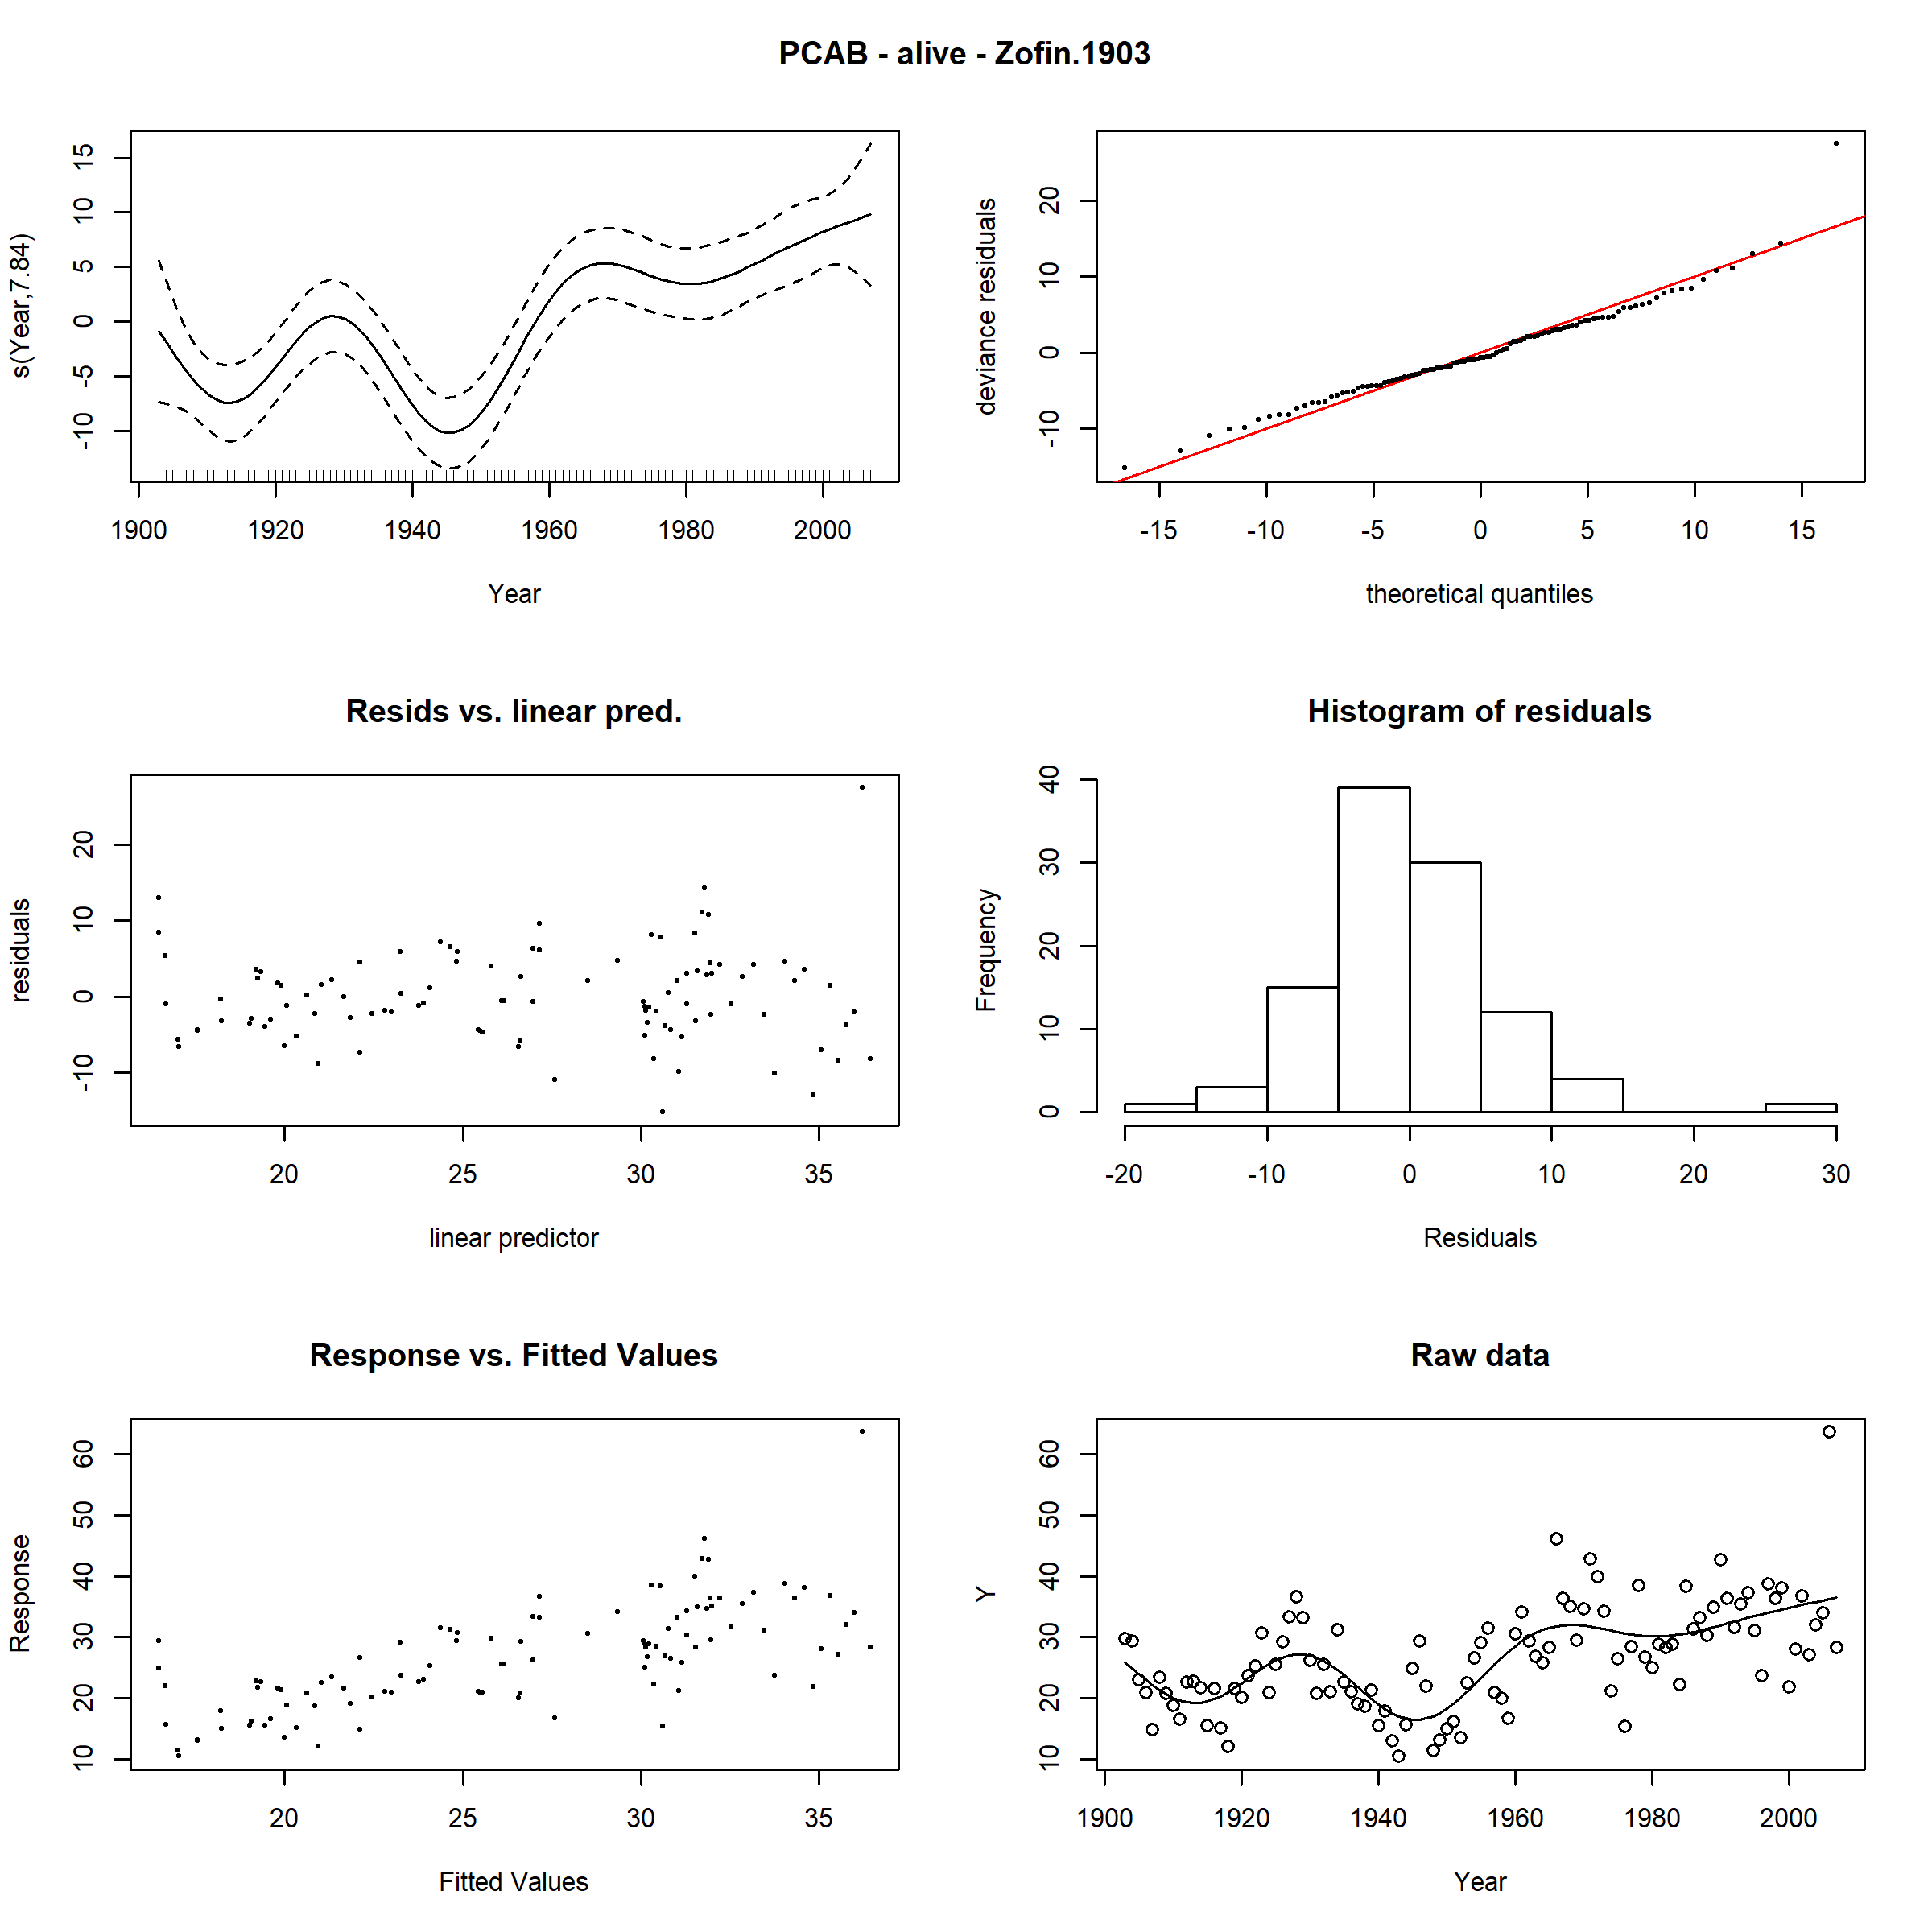 PCAB - alive - Zofin.1903
s(Year,7.84)
-10 -5 0 5 10 15
1900 1920 1940 1960 1980 2000
Year
deviance residuals
-10 0 10 20
-15 -10 -5 0 5 10 15
theoretical quantiles
Resids vs. linear pred.
residuals
-10 0 10 20
20 25 30 35
linear predictor
Histogram of residuals
Frequency
0 10 20 30 40
-20 -10 0 10 20 30
Residuals
Response vs. Fitted Values
Response
10 20 30 40 50 60
20 25 30 35
Fitted Values
Raw data
Y
10 20 30 40 50 60
1900 1920 1940 1960 1980 2000
Year